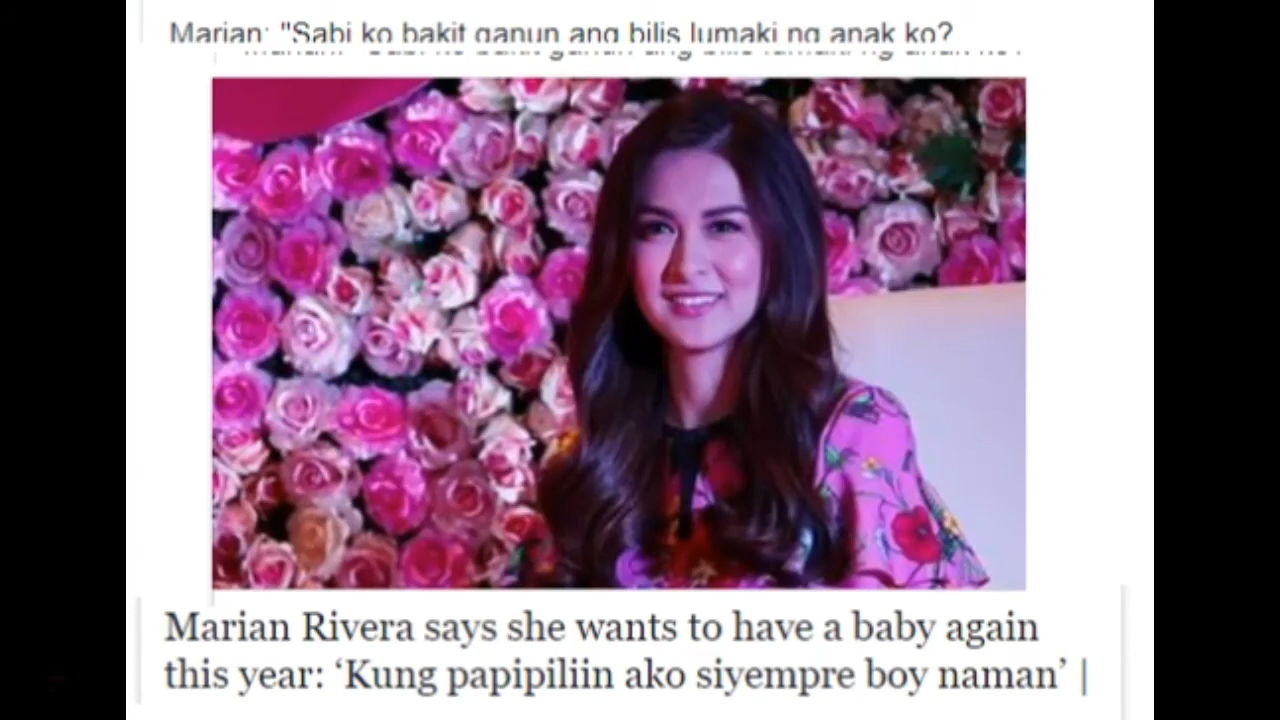 Marian: "Sabi ko bakit ganun ang bilis lumaki ng anak ko?
Marian Rivera says she wants to have a baby again
this year: ‘Kung papipiliin ako siyempre boy naman’ |